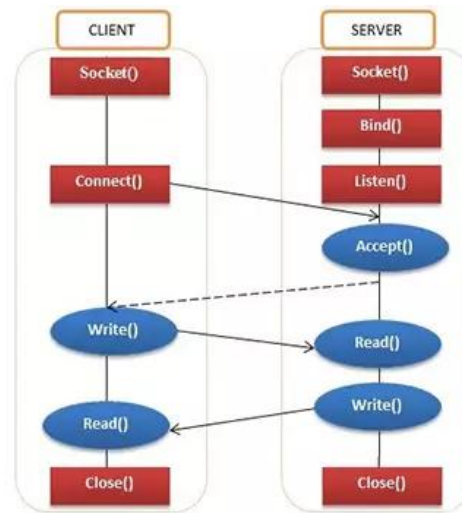 CLIENT
SERVER
Socket()
Socket()
Bind()
Connect()
Listen()
Accept()
Write()
Read()
Write()
Read()
Close()
Close()